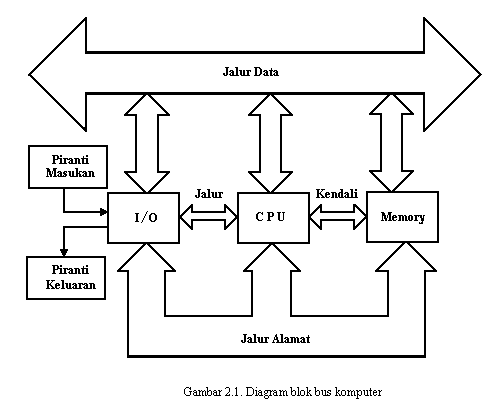 Jalur Data
Piranti
Masukan
Jalur
Kendali
I/O
C P U
Memory
Piranti
Keluaran
Jalur Alamat
Gambar 2.1. Diagram blok bus komputer